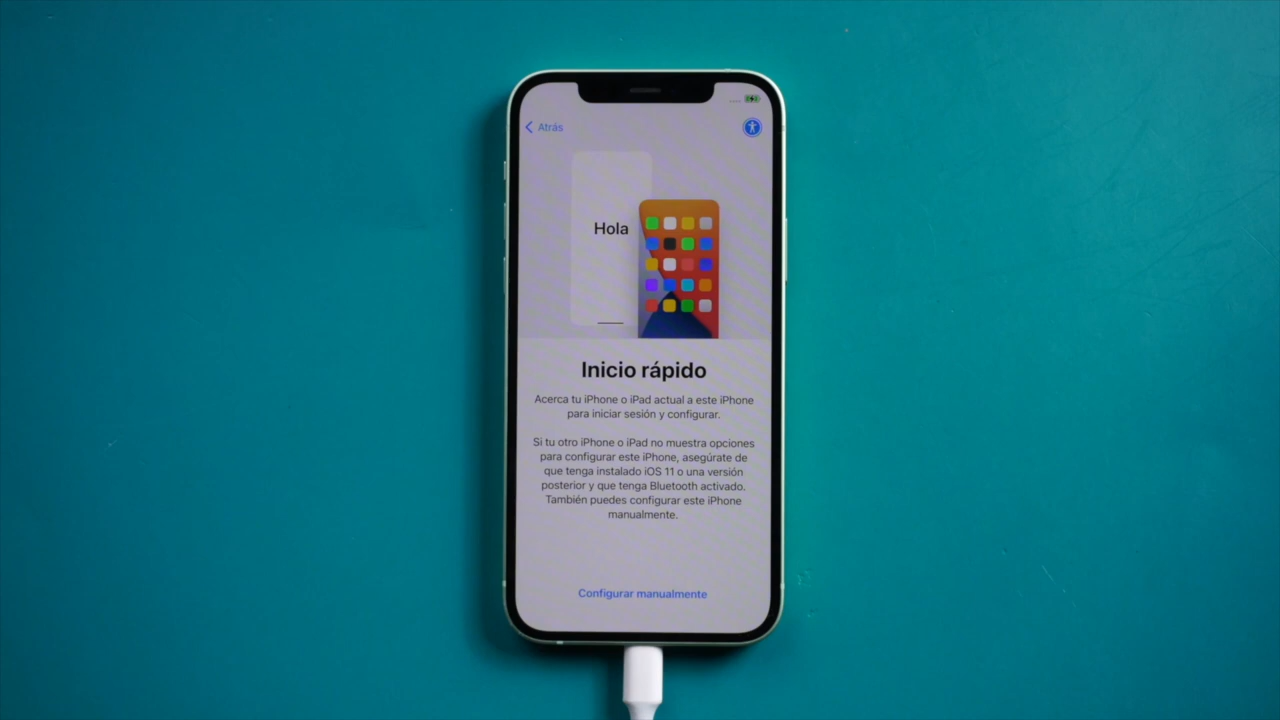 Atrás
Hola
Inicio rápido
Acerca tu iPhone o iPad actual a este iPhone
para iniciar sesión y configurar.
Si tu otro iPhone o iPad no muestra opciones
para configurar este iPhone, asegúrate de
que tenga instalado iOS 11 o una versión
posterior y que tenga Bluetooth activado.
También puedes configurar este iPhone
manualmente.
Configurar manualmente